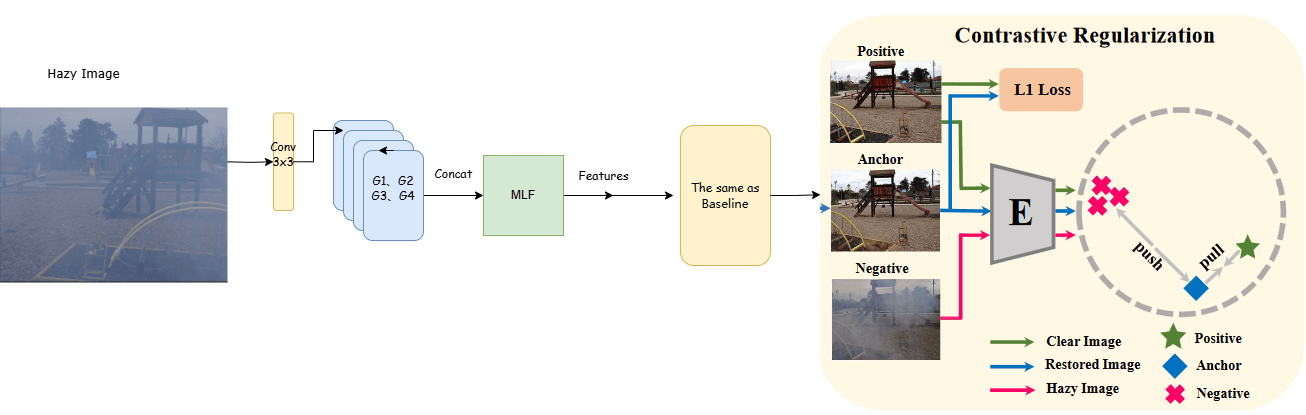 Hazy Image
Conv
3x3
G1、G2
G3、G4
Concat
MLF
Features
The same as
Baseline
Contrastive Regularization
Positive
L1 Loss
Anchor
E
Negative
push
pull
Clear Image
Restored Image
Hazy Image
Positive
Anchor
Negative